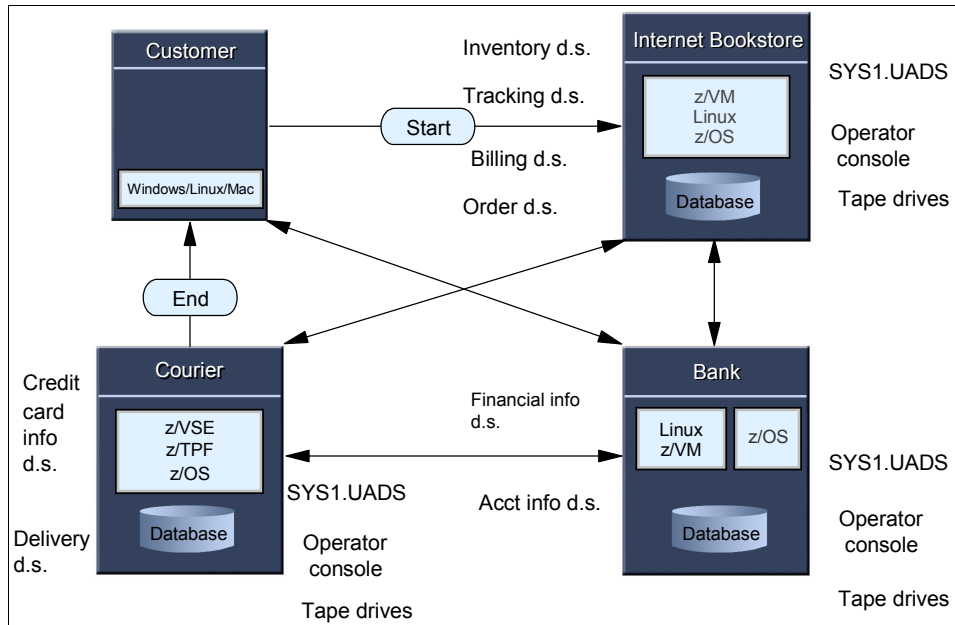 Customer
Windows/Linux/Mac
Inventory d.s.
Tracking d.s.
Start
Billing d.s.
Order d.s.
Internet Bookstore
z/VM
Linux
z/OS
Database
SYS1.UADS
Operator
console
Tape drives
End
Credit
card
info
d.s.
Delivery
d.s.
Courier
z/VSE
z/TPF
z/OS
Database
SYS1.UADS
Operator
console
Tape drives
Financial info
d.s.
Acct info d.s.
Bank
Linux
z/VM
z/OS
Database
SYS1.UADS
Operator
console
Tape drives